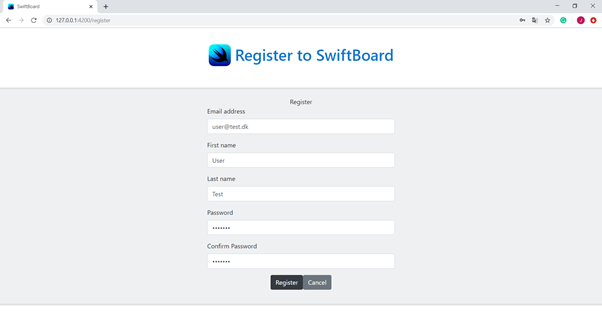 SwiftBoard
127.0.0.1:4200/register
J
Register to SwiftBoard
Register
Email address
user@test.dk
First name
User
Last name
Test
Password
•••••••
Confirm Password
•••••••
Register Cancel